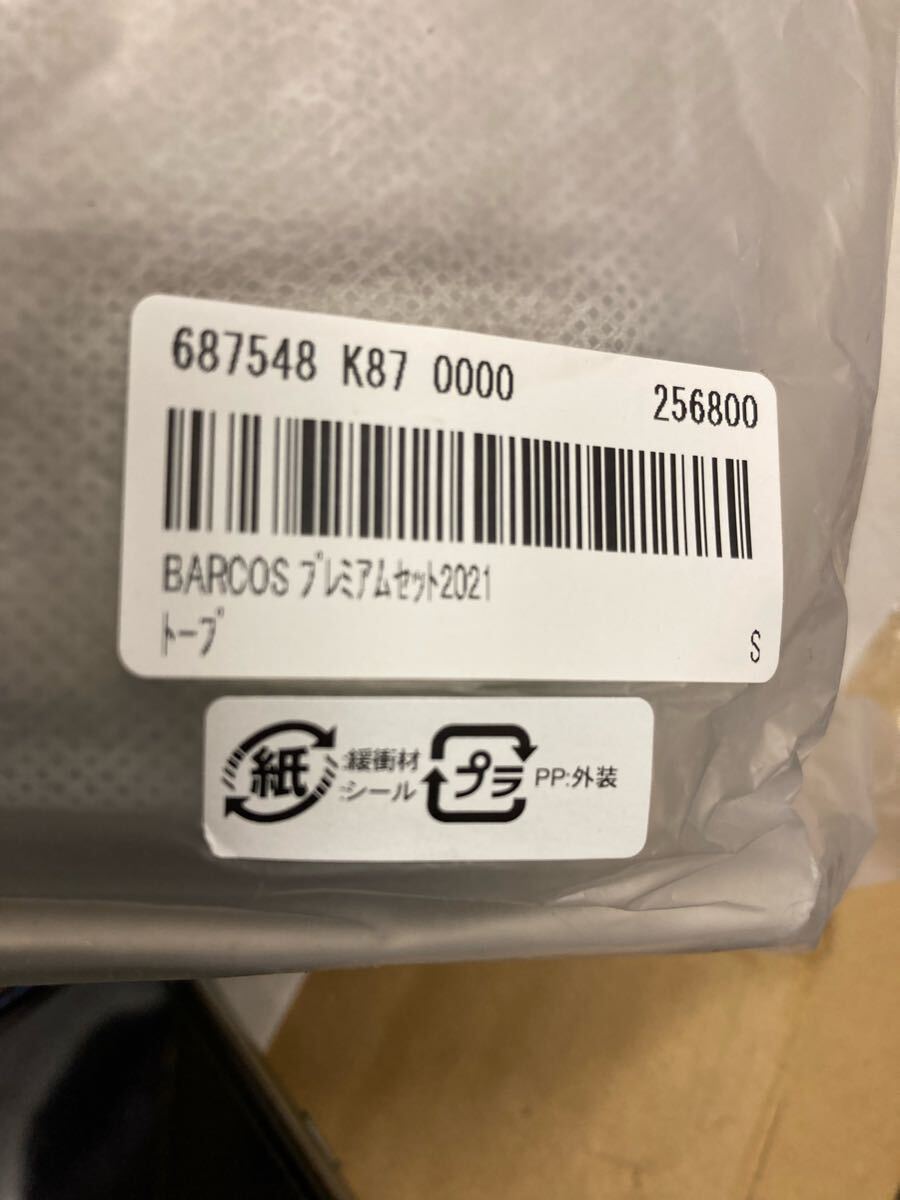 687548 K87 0000 256800
BARCOS プレミアムセット2021
トープ S
紙 :緩衝材 プラ PP:外装
:シール